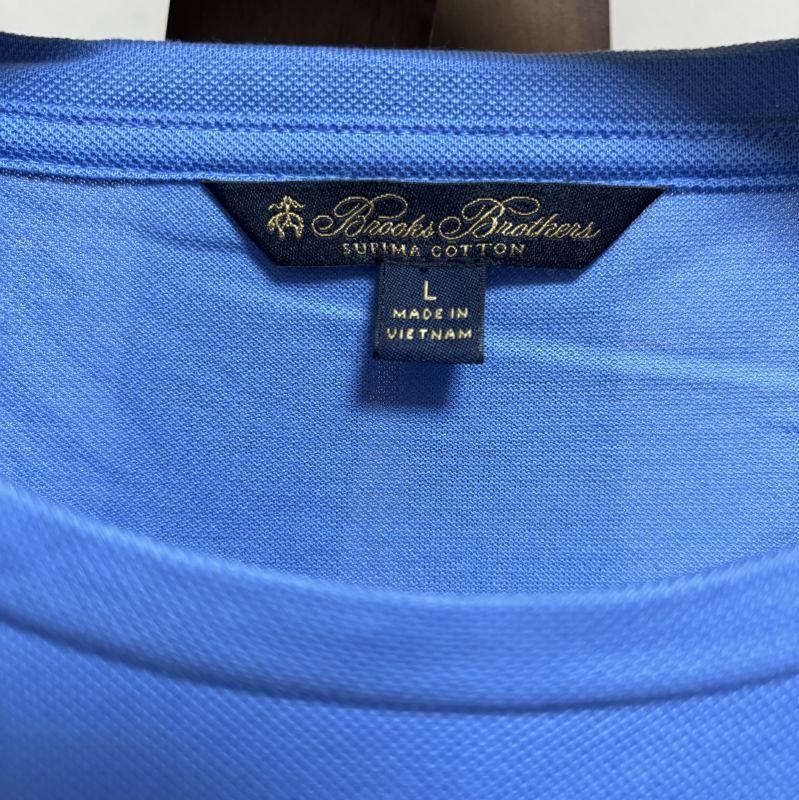 Brooks Brothers
SUPIMA COTTON
L
MADE IN
VIETNAM